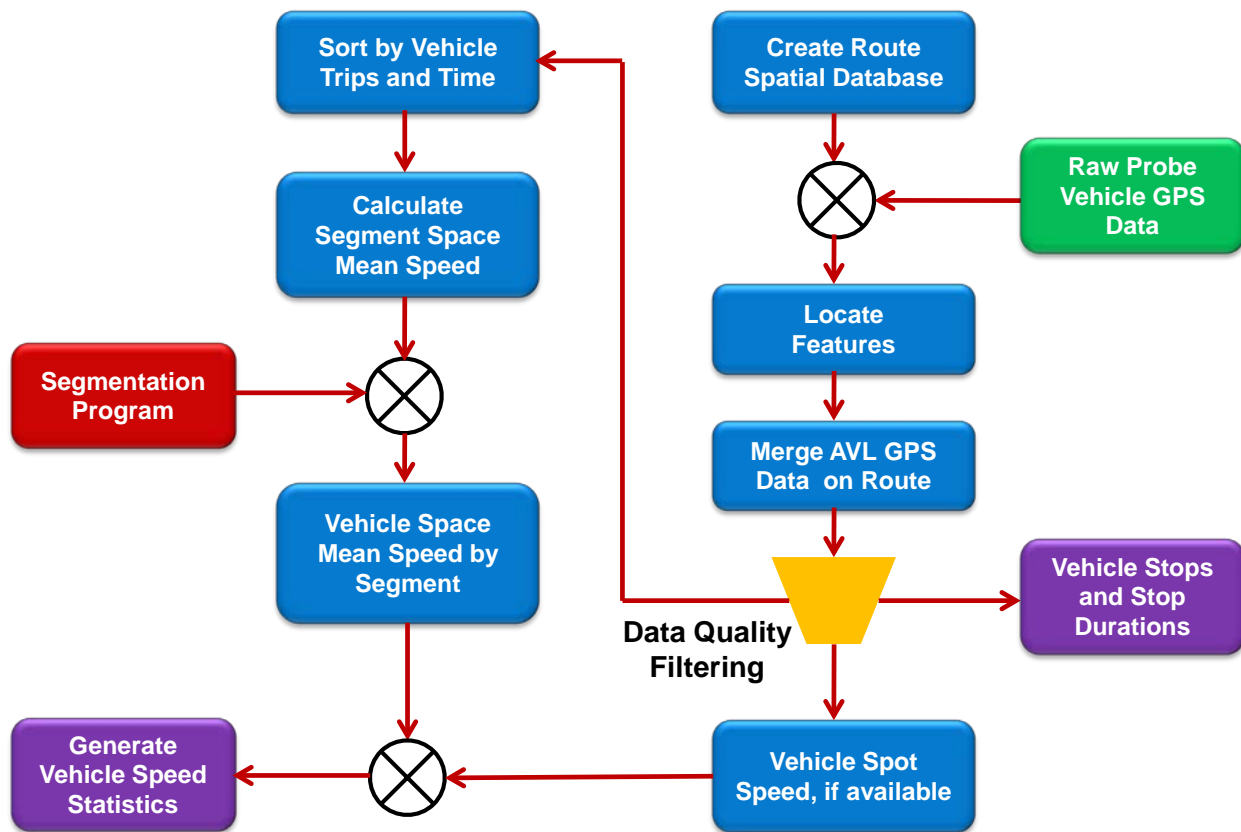 Sort by Vehicle
Trips and Time
Create Route
Spatial Database
Raw Probe
Vehicle GPS
Data
Calculate
Segment Space
Mean Speed
Locate
Features
Segmentation
Program
Merge AVL GPS
Data on Route
Vehicle Space
Mean Speed by
Segment
Data Quality
Filtering
Vehicle Stops
and Stop
Durations
Generate
Vehicle Speed
Statistics
Vehicle Spot
Speed, if available